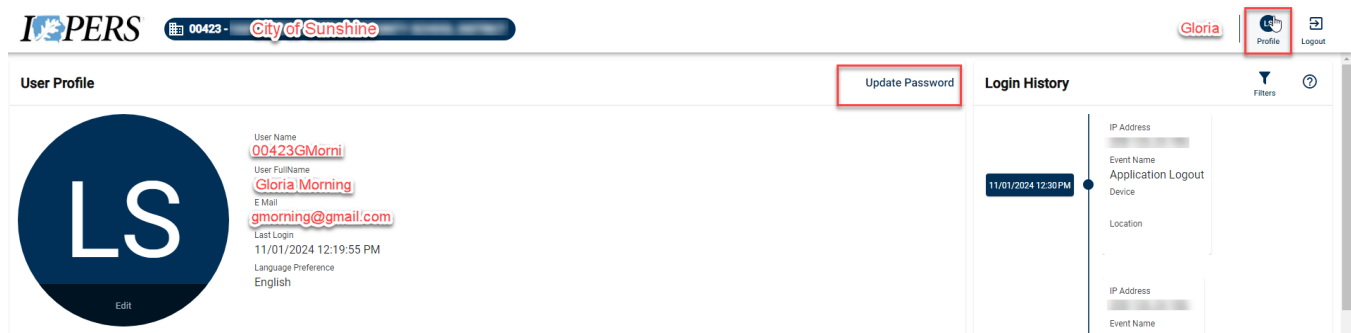 IPERS
00423 - City of Sunshine
Gloria
LS
Profile
Logout
User Profile
Update Password
LS
Edit
User Name
00423GMorni
User FullName
Gloria Morning
E Mail
gmorning@gmail.com
Last Login
11/01/2024 12:19:55 PM
Language Preference
English
Login History
Filters
11/01/2024 12:30 PM
IP Address
Event Name
Application Logout
Device
Location
IP Address
Event Name